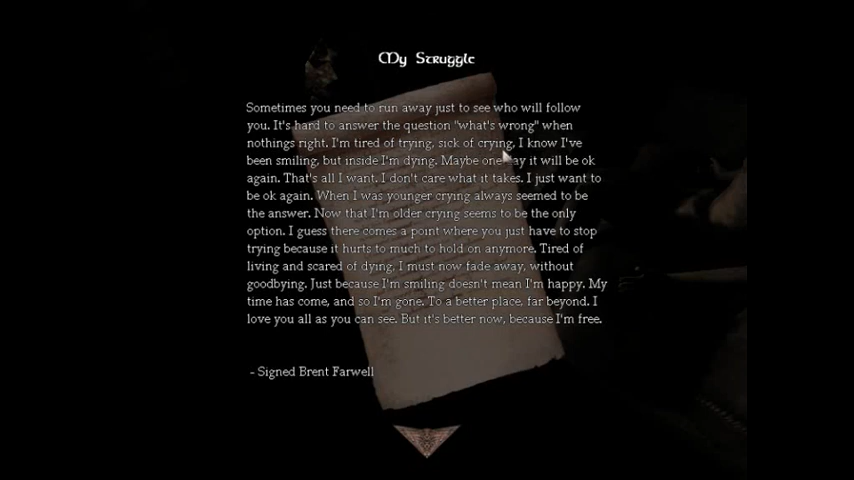 My Struggle
Sometimes you need to run away just to see who will follow
you. It's hard to answer the question "what's wrong" when
nothings right. I'm tired of trying, sick of crying, I know I've
been smiling, but inside I'm dying. Maybe one ay it will be ok
again. That's all I want. I don't care what it takes. I just want to
be ok again. When I was younger crying always seemed to be
the answer. Now that I'm older crying seems to be the only
option. I guess there comes a point where you just have to stop
trying because it hurts to much to hold on anymore. Tired of
living and scared of dying, I must now fade away, without
goodbying. Just because I'm smiling doesn't mean I'm happy. My
time has come, and so I'm gone. To a better place, far beyond. I
love you all as you can see. But it's better now, because I'm free.
- Signed Brent Farwell